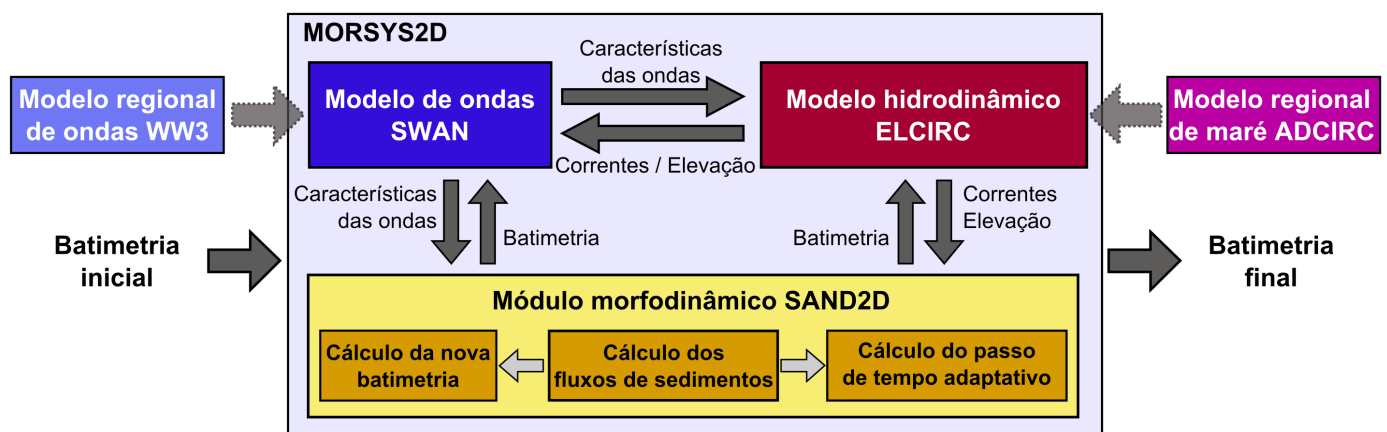 MORSYS2D
Modelo regional
de ondas WW3
Modelo de ondas
SWAN
Características
das ondas
Correntes / Elevação
Modelo hidrodinâmico
ELCIRC
Modelo regional
de maré ADCIRC
Características
das ondas
Batimetria
Batimetria
Correntes
Elevação
Batimetria
inicial
Batimetria
final
Módulo morfodinâmico SAND2D
Cálculo da nova
batimetria
Cálculo dos
fluxos de sedimentos
Cálculo do passo
de tempo adaptativo